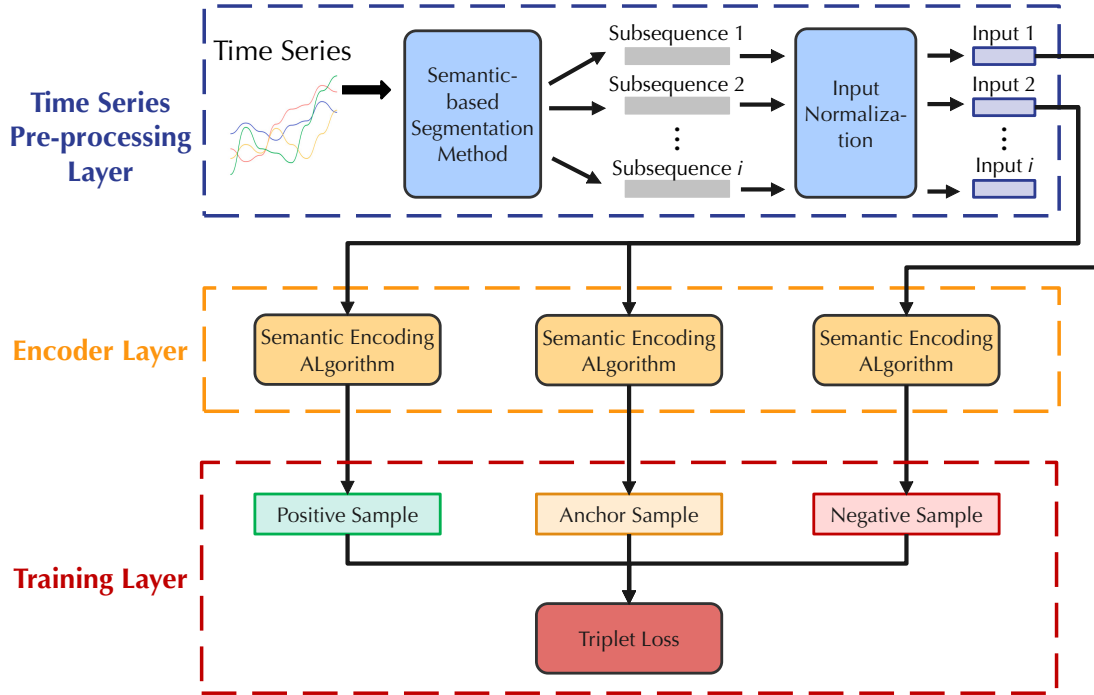 Time Series
Pre-processing
Layer
Time Series
Semantic-
based
Segmentation
Method
Subsequence 1
Subsequence 2
Subsequence i
Input
Normaliza-
tion
Input 1
Input 2
Input i
Encoder Layer
Semantic Encoding
ALgorithm
Semantic Encoding
ALgorithm
Semantic Encoding
ALgorithm
Training Layer
Positive Sample
Anchor Sample
Negative Sample
Triplet Loss